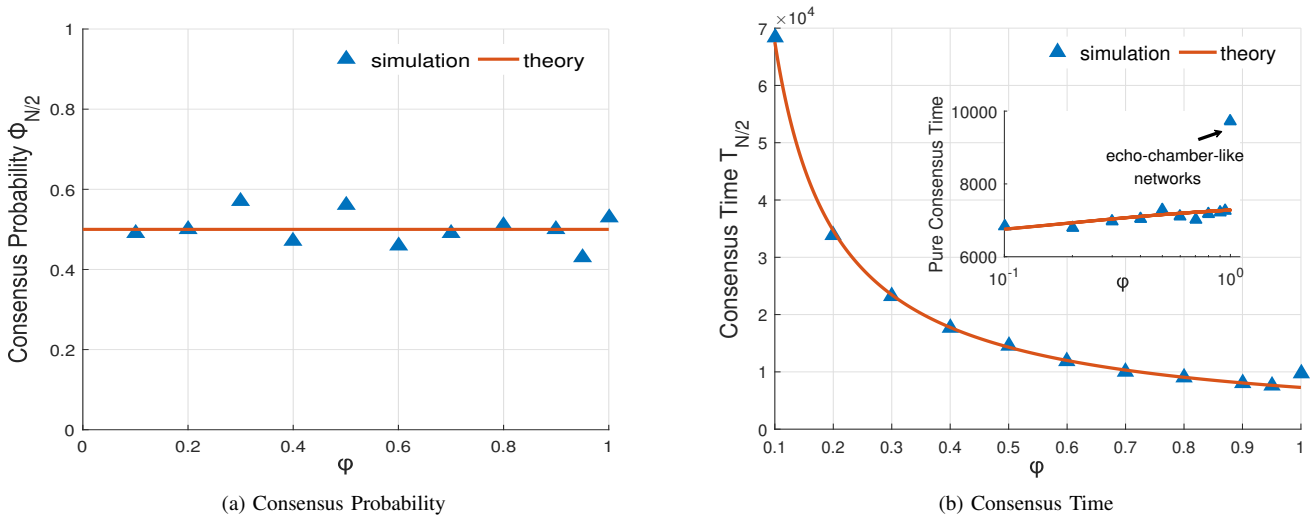 1
0.8
0.6
0.4
0.2
0
0
0.2
0.4
0.6
0.8
1
Consensus Probability Φ_N/2
φ
simulation
theory
(a) Consensus Probability
×10^4
7
6
5
4
3
2
1
0
0.1
0.2
0.3
0.4
0.5
0.6
0.7
0.8
0.9
1
Consensus Time T_N/2
φ
simulation
theory
10000
8000
6000
10^-1
10^0
Pure Consensus Time
φ
echo-chamber-like
networks
(b) Consensus Time